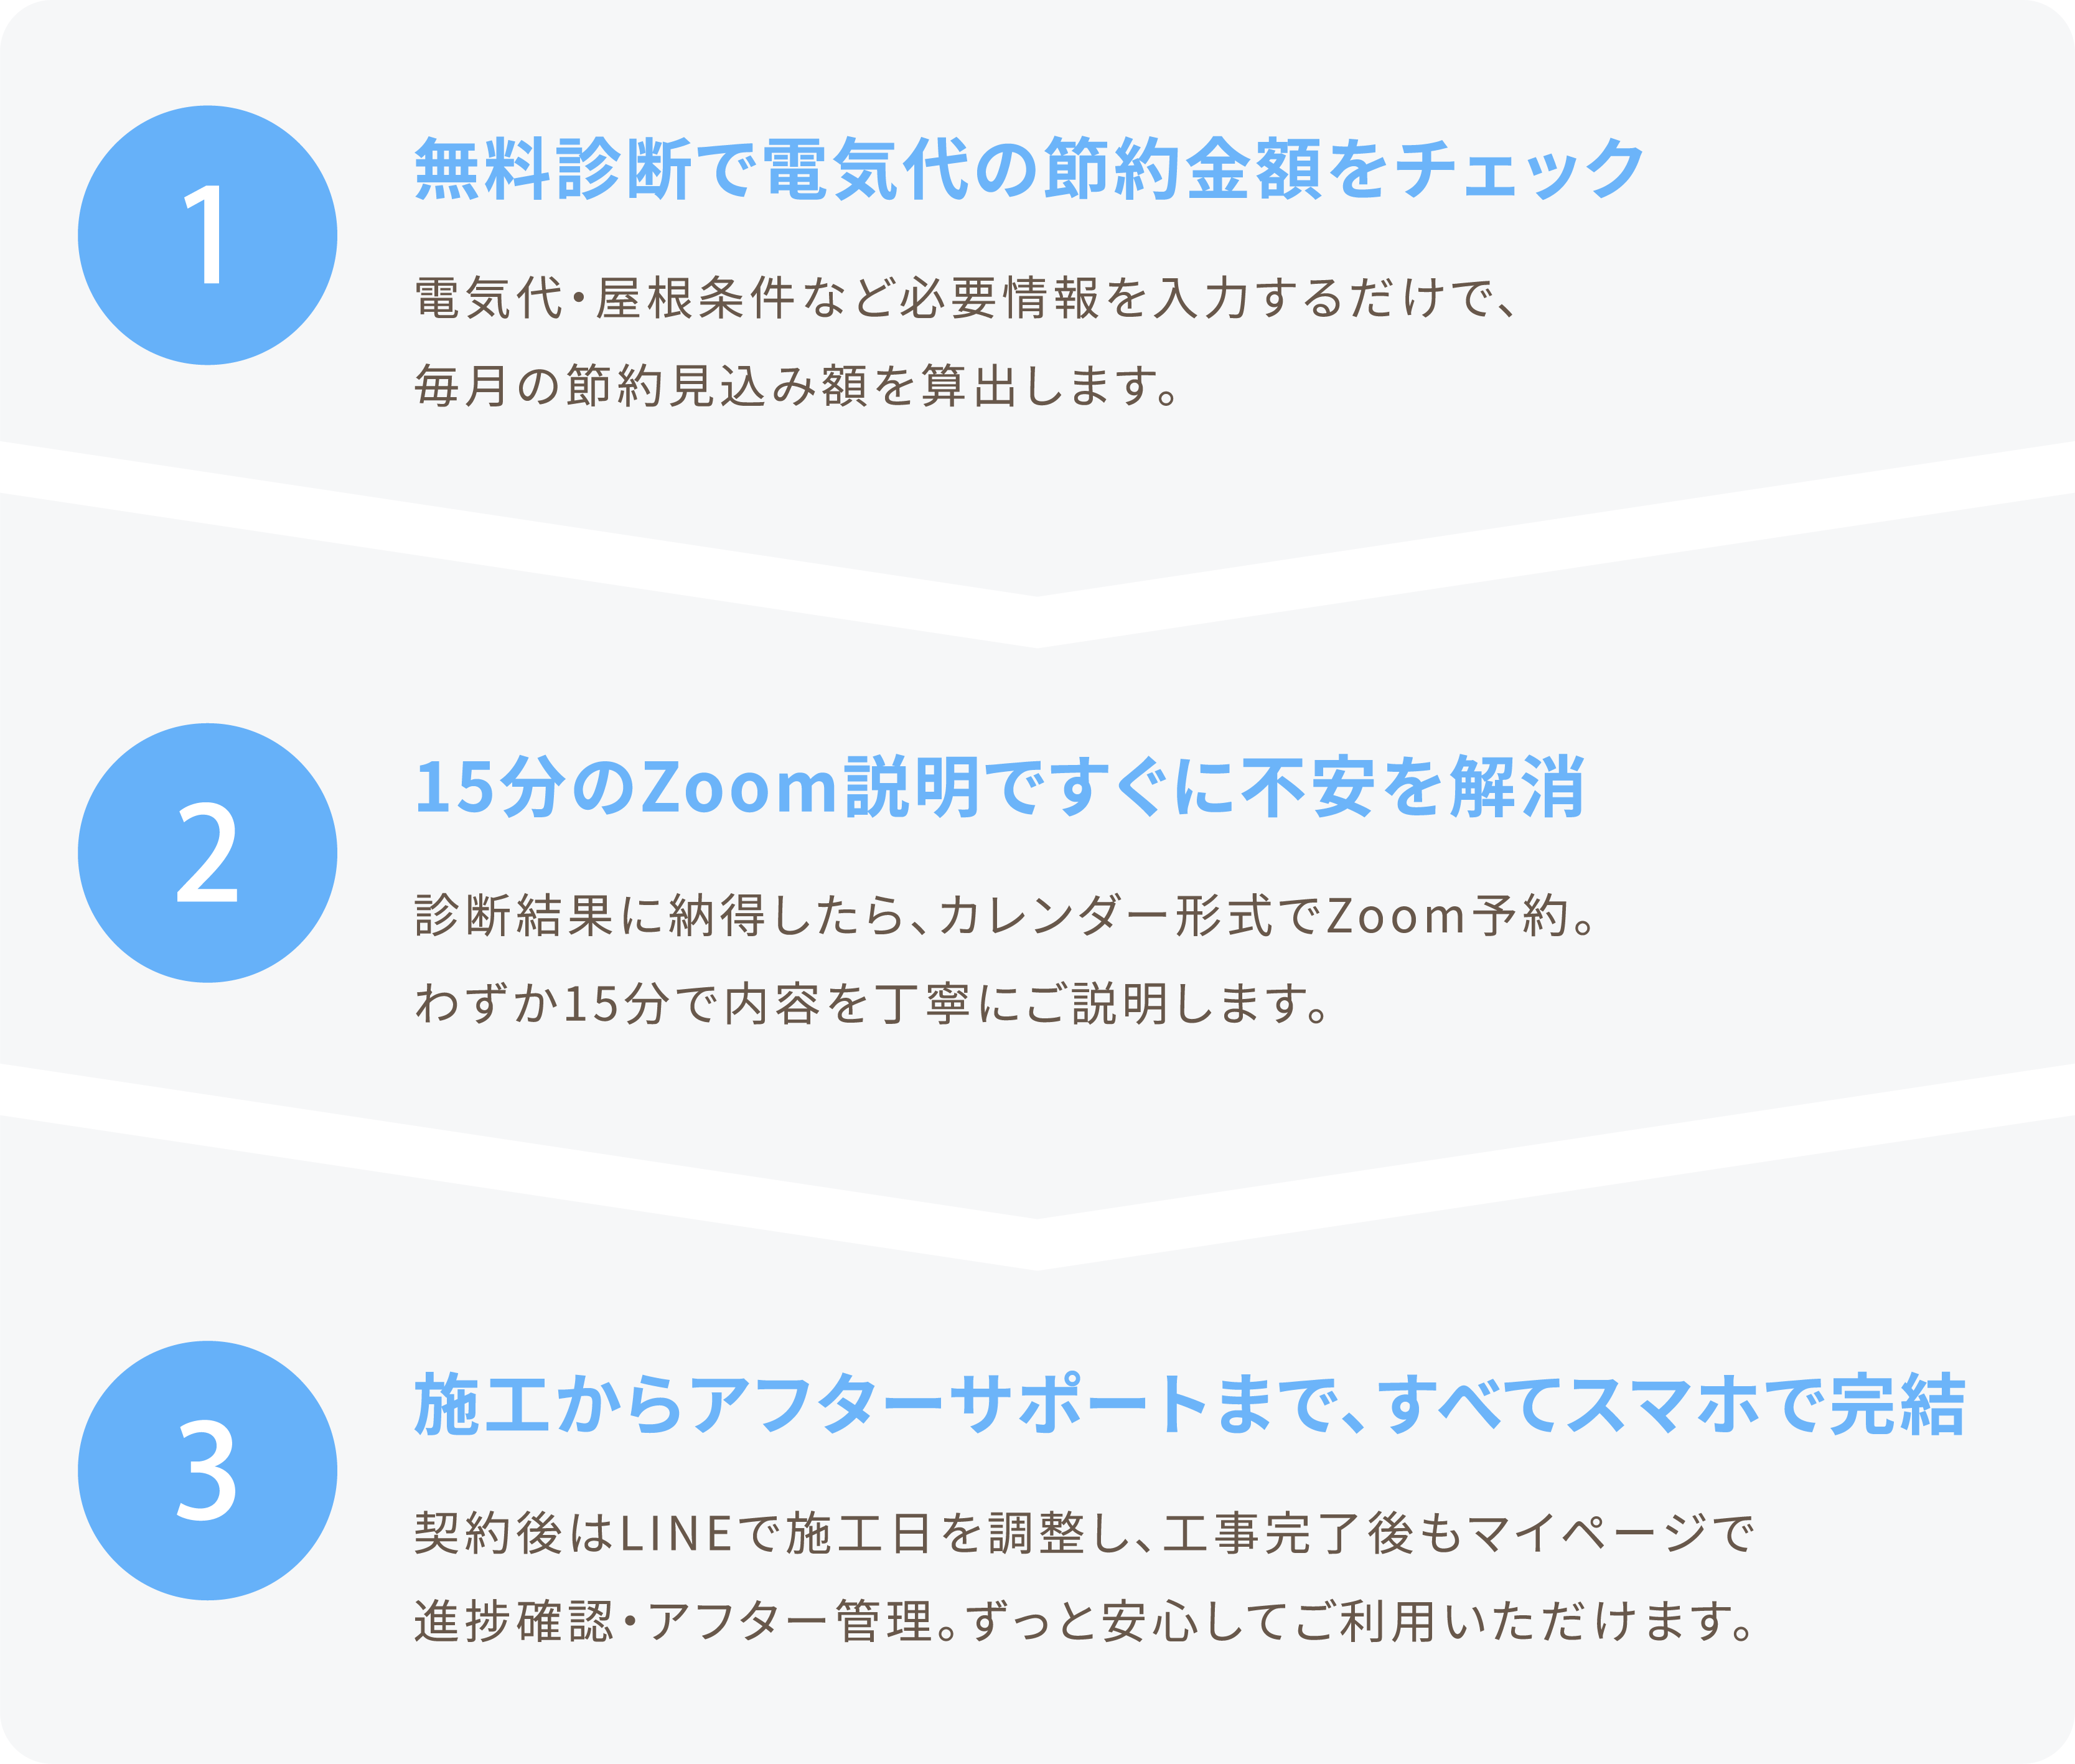 1
無料診断で電気代の節約金額をチェック
電気代・屋根条件など必要情報を入力するだけで、
毎月の節約見込み額を算出します。
2
15分のZoom説明ですぐに不安を解消
診断結果に納得したら、カレンダー形式でZoom予約。
わずか15分で内容を丁寧にご説明します。
3
施工からアフターサポートまで、すべてスマホで完結
契約後はLINEで施工日を調整し、工事完了後もマイページで
進捗確認・アフター管理。ずっと安心してご利用いただけます。